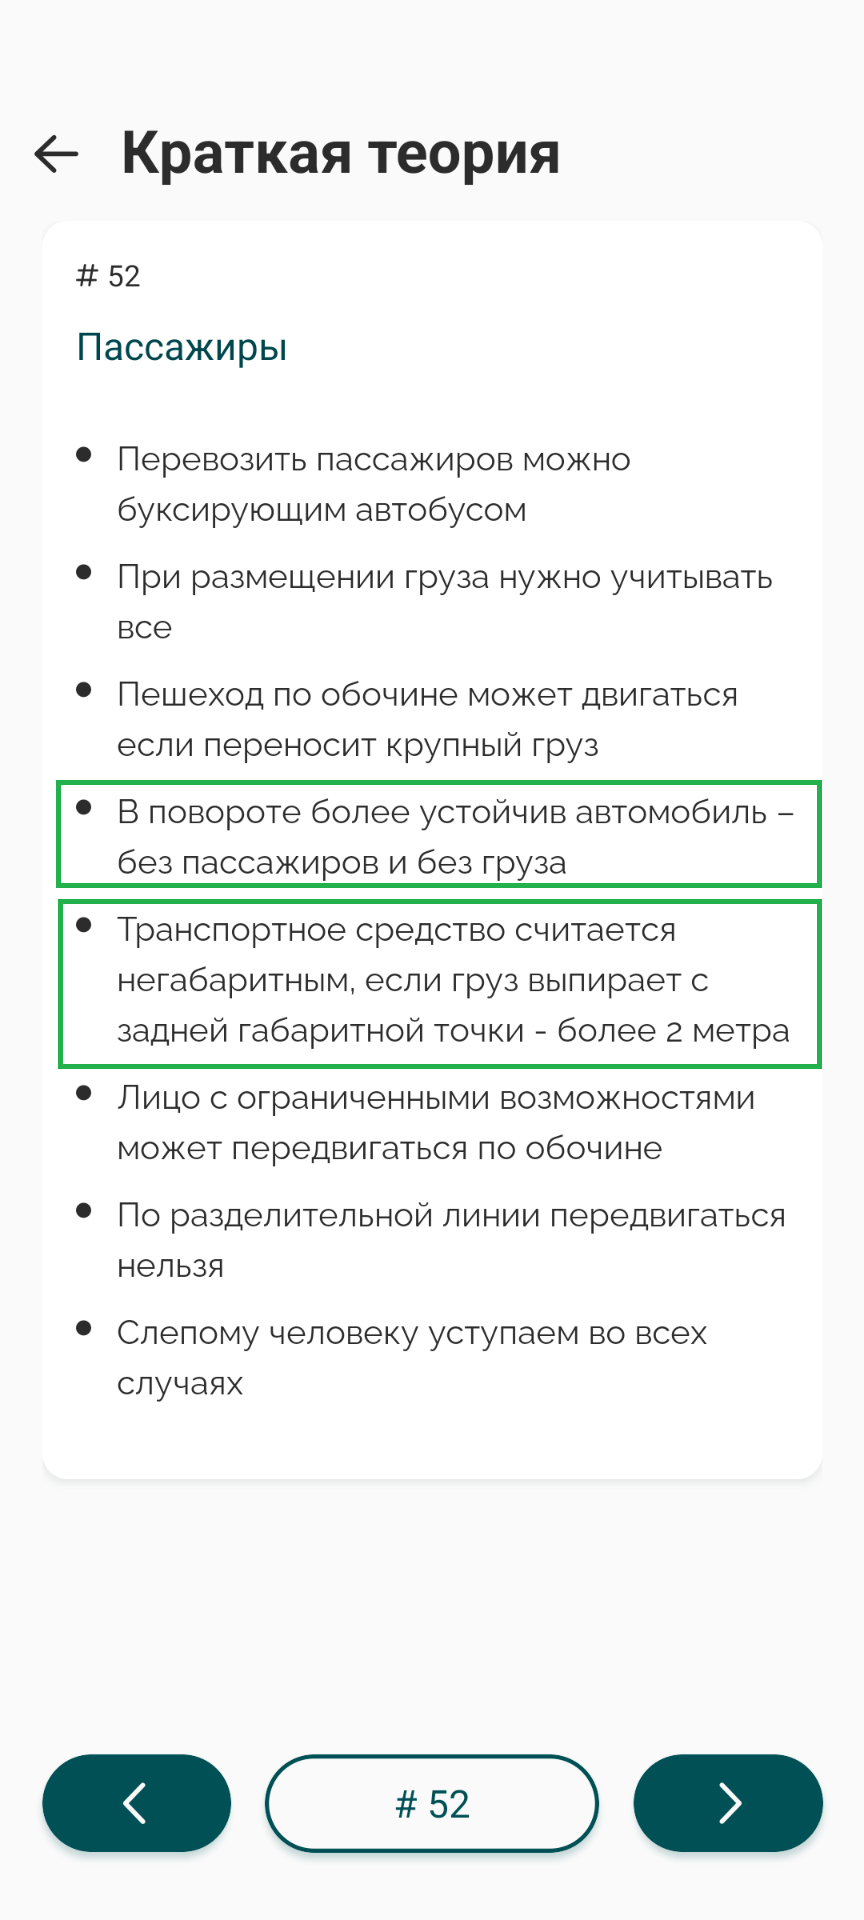 Краткая теория
# 52
Пассажиры
Перевозить пассажиров можно
буксирующим автобусом
При размещении груза нужно учитывать
все
Пешеход по обочине может двигаться
если переносит крупный груз
В повороте более устойчив автомобиль –
без пассажиров и без груза
Транспортное средство считается
негабаритным, если груз выпирает с
задней габаритной точки - более 2 метра
Лицо с ограниченными возможностями
может передвигаться по обочине
По разделительной линии передвигаться
нельзя
Слепому человеку уступаем во всех
случаях
# 52